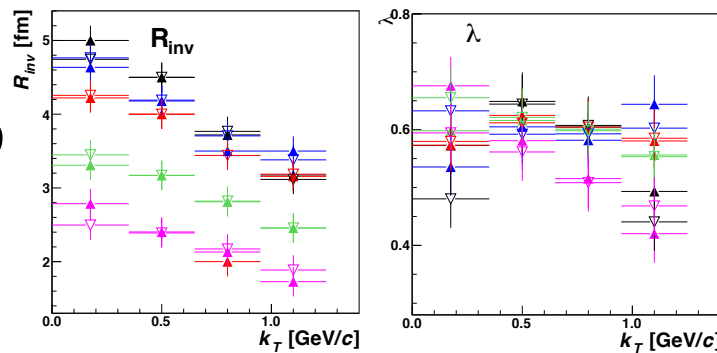 R_inv [fm]
R_inv
5
4
3
2
0.0
0.5
1.0
k_T [GeV/c]
)
λ
λ
0.8
0.6
0.4
0.0
0.5
1.0
k_T [GeV/c]